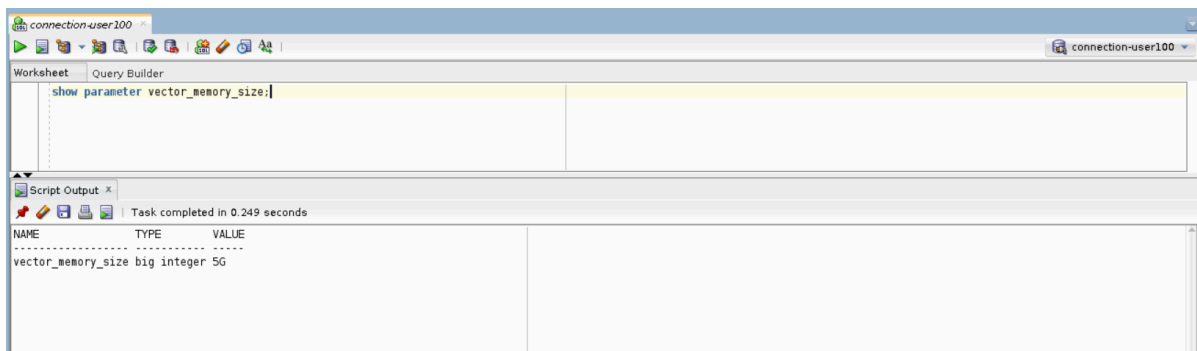 connection-user100
connection-user100
Worksheet Query Builder
show parameter vector_memory_size;
Script Output x
Task completed in 0.249 seconds
NAME TYPE VALUE
------------------ ----------- -----
vector_memory_size big integer 5G